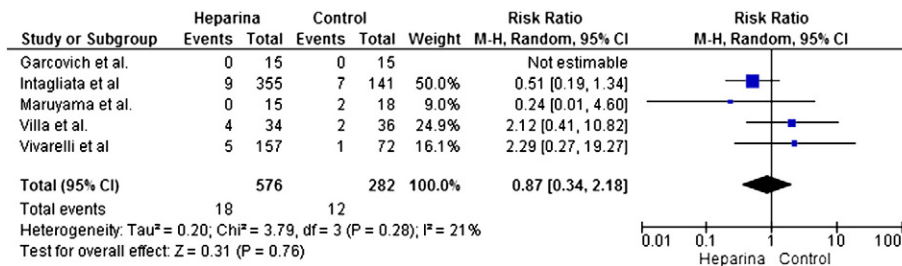 Heparina Control Risk Ratio Risk Ratio
Study or Subgroup Events Total Events Total Weight M-H, Random, 95% CI M-H, Random, 95% CI
Garcovich et al. 0 15 0 15 Not estimable
Intagliata et al 9 355 7 141 50.0% 0.51 [0.19, 1.34]
Maruyama et al. 0 15 2 18 9.0% 0.24 [0.01, 4.60]
Villa et al. 4 34 2 36 24.9% 2.12 [0.41, 10.82]
Vivarelli et al 5 157 1 72 16.1% 2.29 [0.27, 19.27]
Total (95% CI) 576 282 100.0% 0.87 [0.34, 2.18]
Total events 18 12
Heterogeneity: Tau² = 0.20; Chi² = 3.79, df = 3 (P = 0.28); I² = 21%
Test for overall effect: Z = 0.31 (P = 0.76)
0.01 0.1 1 10 100
Heparina Control